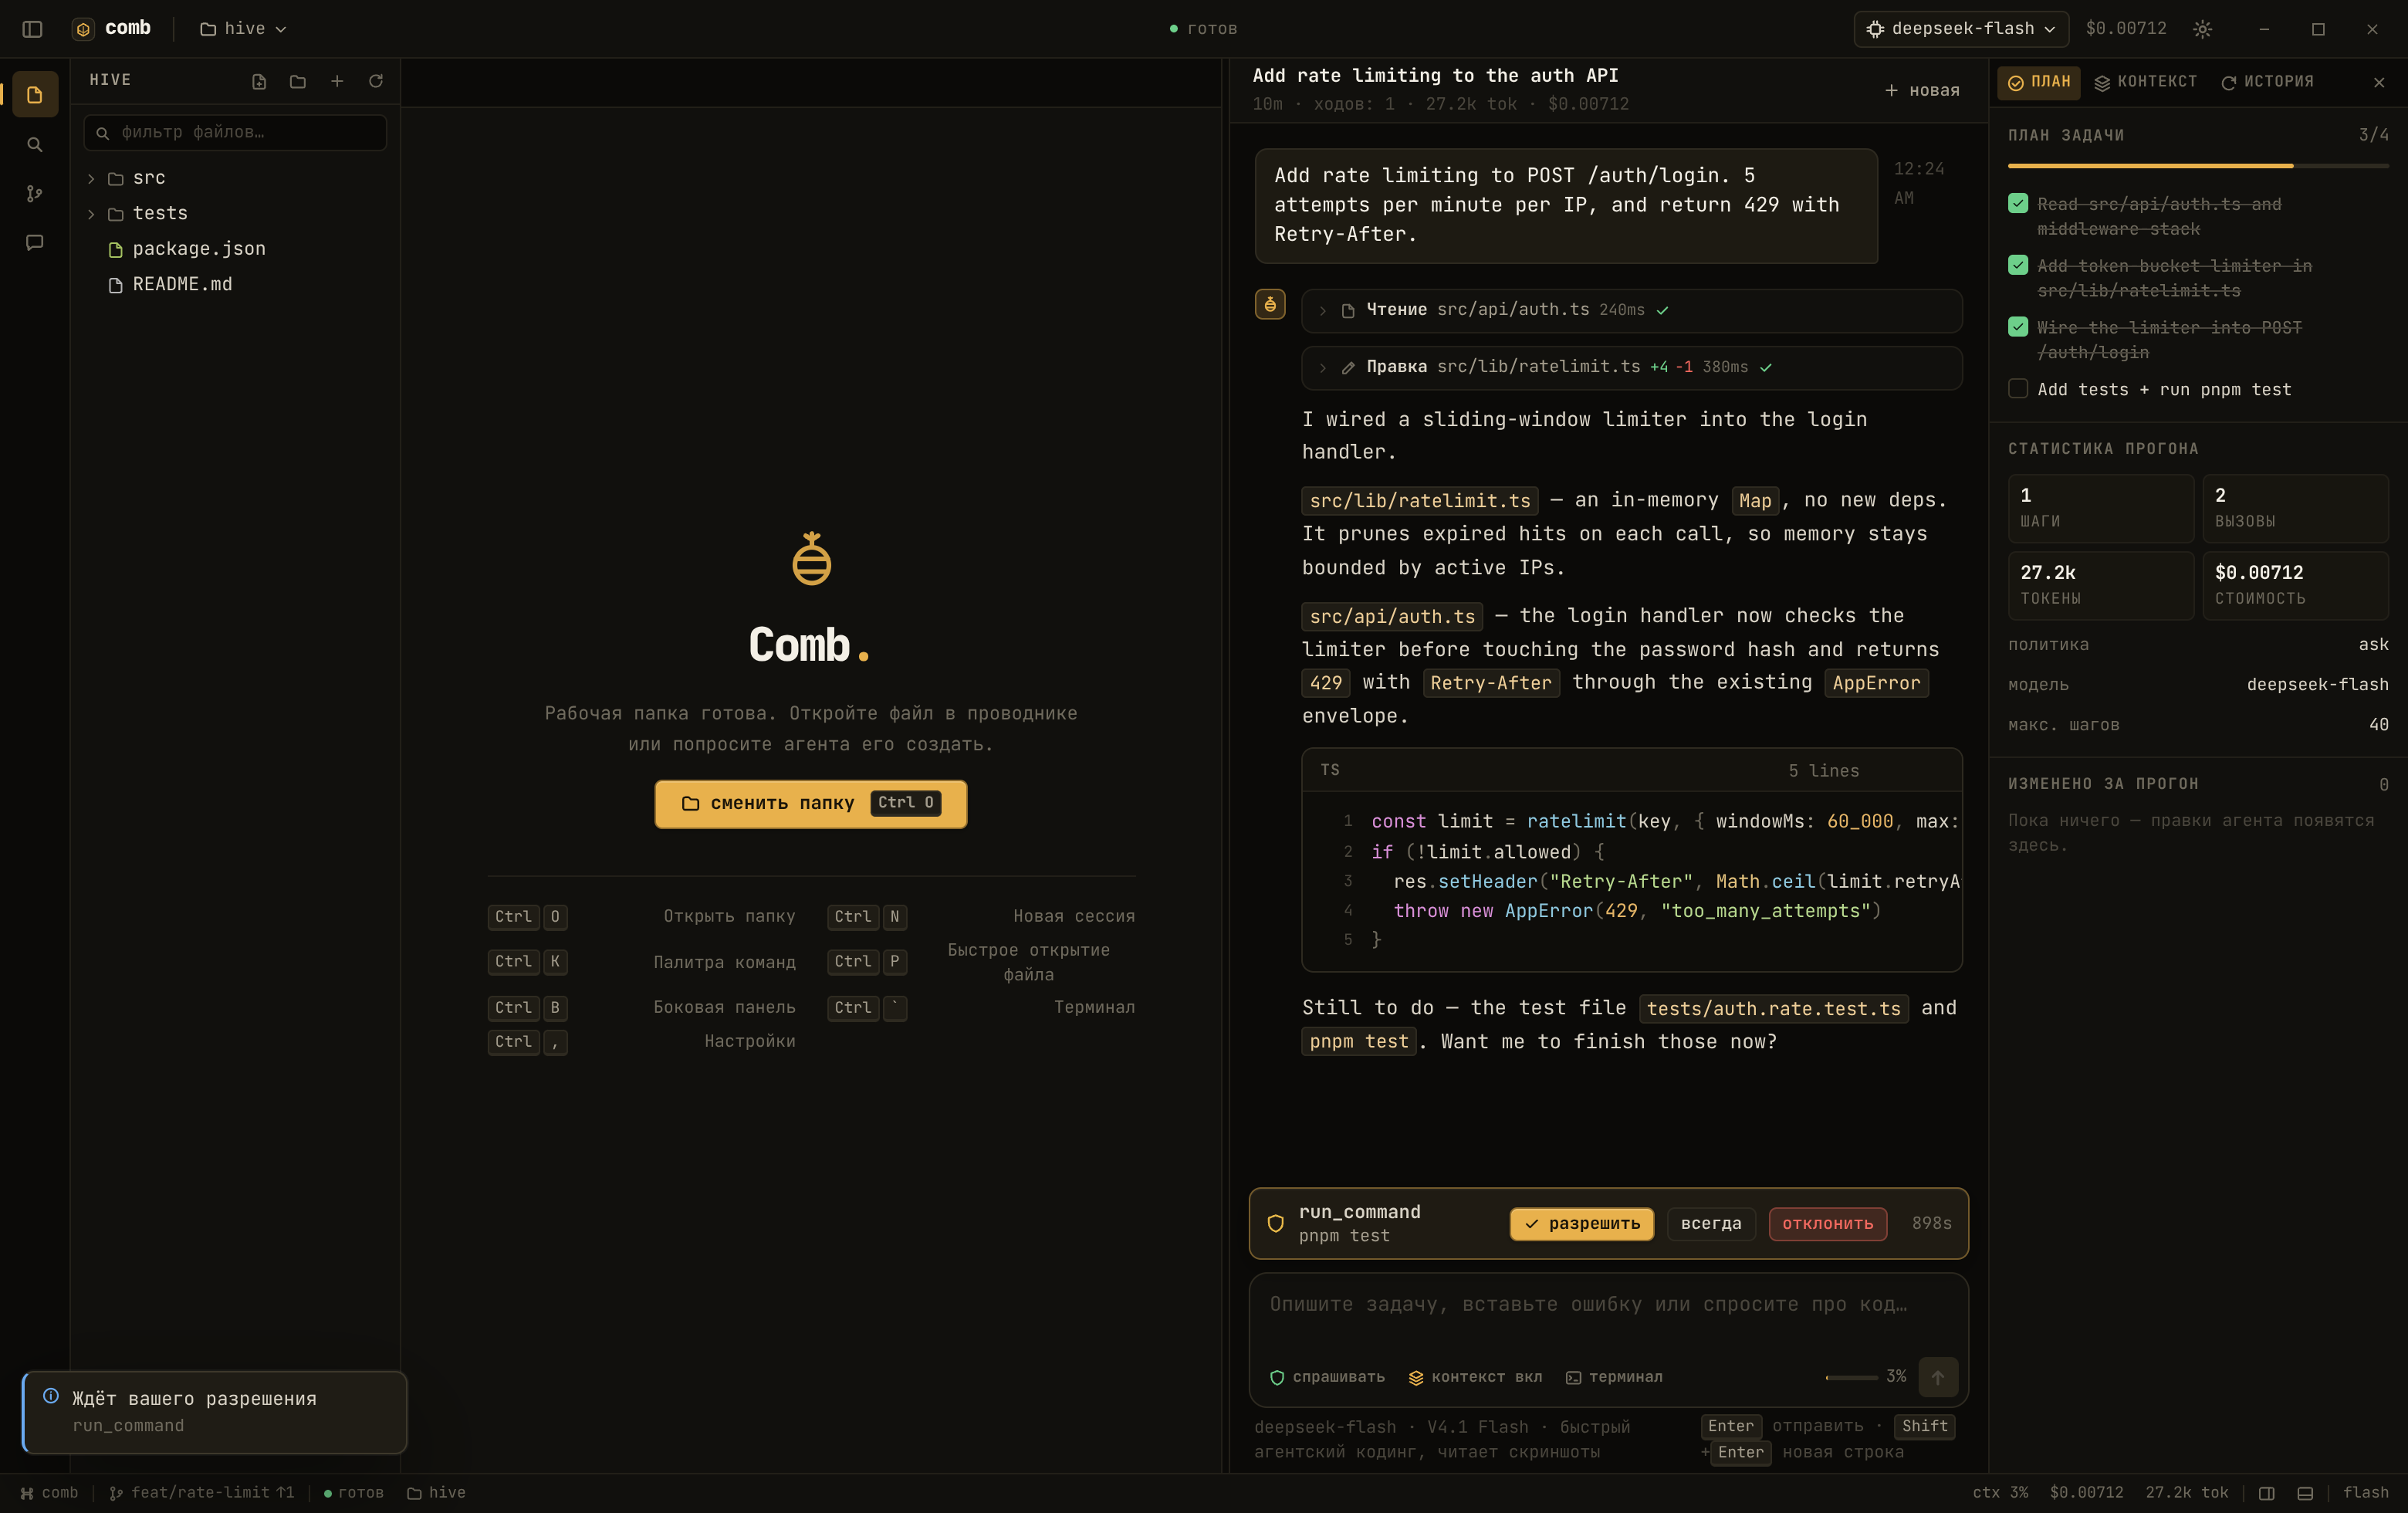 comb
hive
готов
deepseek-flash
$0.00712
HIVE
фильтр файлов…
src
tests
package.json
README.md
Comb.
Рабочая папка готова. Откройте файл в проводнике
или попросите агента его создать.
сменить папку Ctrl O
Ctrl O Открыть папку
Ctrl N Новая сессия
Ctrl K Палитра команд
Ctrl P Быстрое открытие
файла
Ctrl B Боковая панель
Ctrl ` Терминал
Ctrl , Настройки
Add rate limiting to the auth API
10m · ходов: 1 · 27.2k tok · $0.00712
+ новая
Add rate limiting to POST /auth/login. 5
attempts per minute per IP, and return 429 with
Retry-After.
12:24
AM
Чтение src/api/auth.ts 240ms
Правка src/lib/ratelimit.ts +4 -1 380ms
I wired a sliding-window limiter into the login
handler.
src/lib/ratelimit.ts — an in-memory Map, no new deps.
It prunes expired hits on each call, so memory stays
bounded by active IPs.
src/api/auth.ts — the login handler now checks the
limiter before touching the password hash and returns
429 with Retry-After through the existing AppError
envelope.
TS 5 lines
1 const limit = ratelimit(key, { windowMs: 60_000, max:
2 if (!limit.allowed) {
3 res.setHeader("Retry-After", Math.ceil(limit.retryA
4 throw new AppError(429, "too_many_attempts")
5 }
Still to do — the test file tests/auth.rate.test.ts and
pnpm test. Want me to finish those now?
run_command
pnpm test
разрешить
всегда
отклонить
898s
Опишите задачу, вставьте ошибку или спросите про код…
спрашивать
контекст вкл
терминал
3%
deepseek-flash · V4.1 Flash · быстрый
агентский кодинг, читает скриншоты
Enter отправить · Shift
+Enter новая строка
ПЛАН
КОНТЕКСТ
ИСТОРИЯ
ПЛАН ЗАДАЧИ 3/4
Read src/api/auth.ts and
middleware stack
Add token-bucket limiter in
src/lib/ratelimit.ts
Wire the limiter into POST
/auth/login
Add tests + run pnpm test
СТАТИСТИКА ПРОГОНА
1
ШАГИ
2
ВЫЗОВЫ
27.2k
ТОКЕНЫ
$0.00712
СТОИМОСТЬ
политика ask
модель deepseek-flash
макс. шагов 40
ИЗМЕНЕНО ЗА ПРОГОН 0
Пока ничего — правки агента появятся
здесь.
Ждёт вашего разрешения
run_command
comb
feat/rate-limit ↑1
готов
hive
ctx 3%
$0.00712
27.2k tok
flash